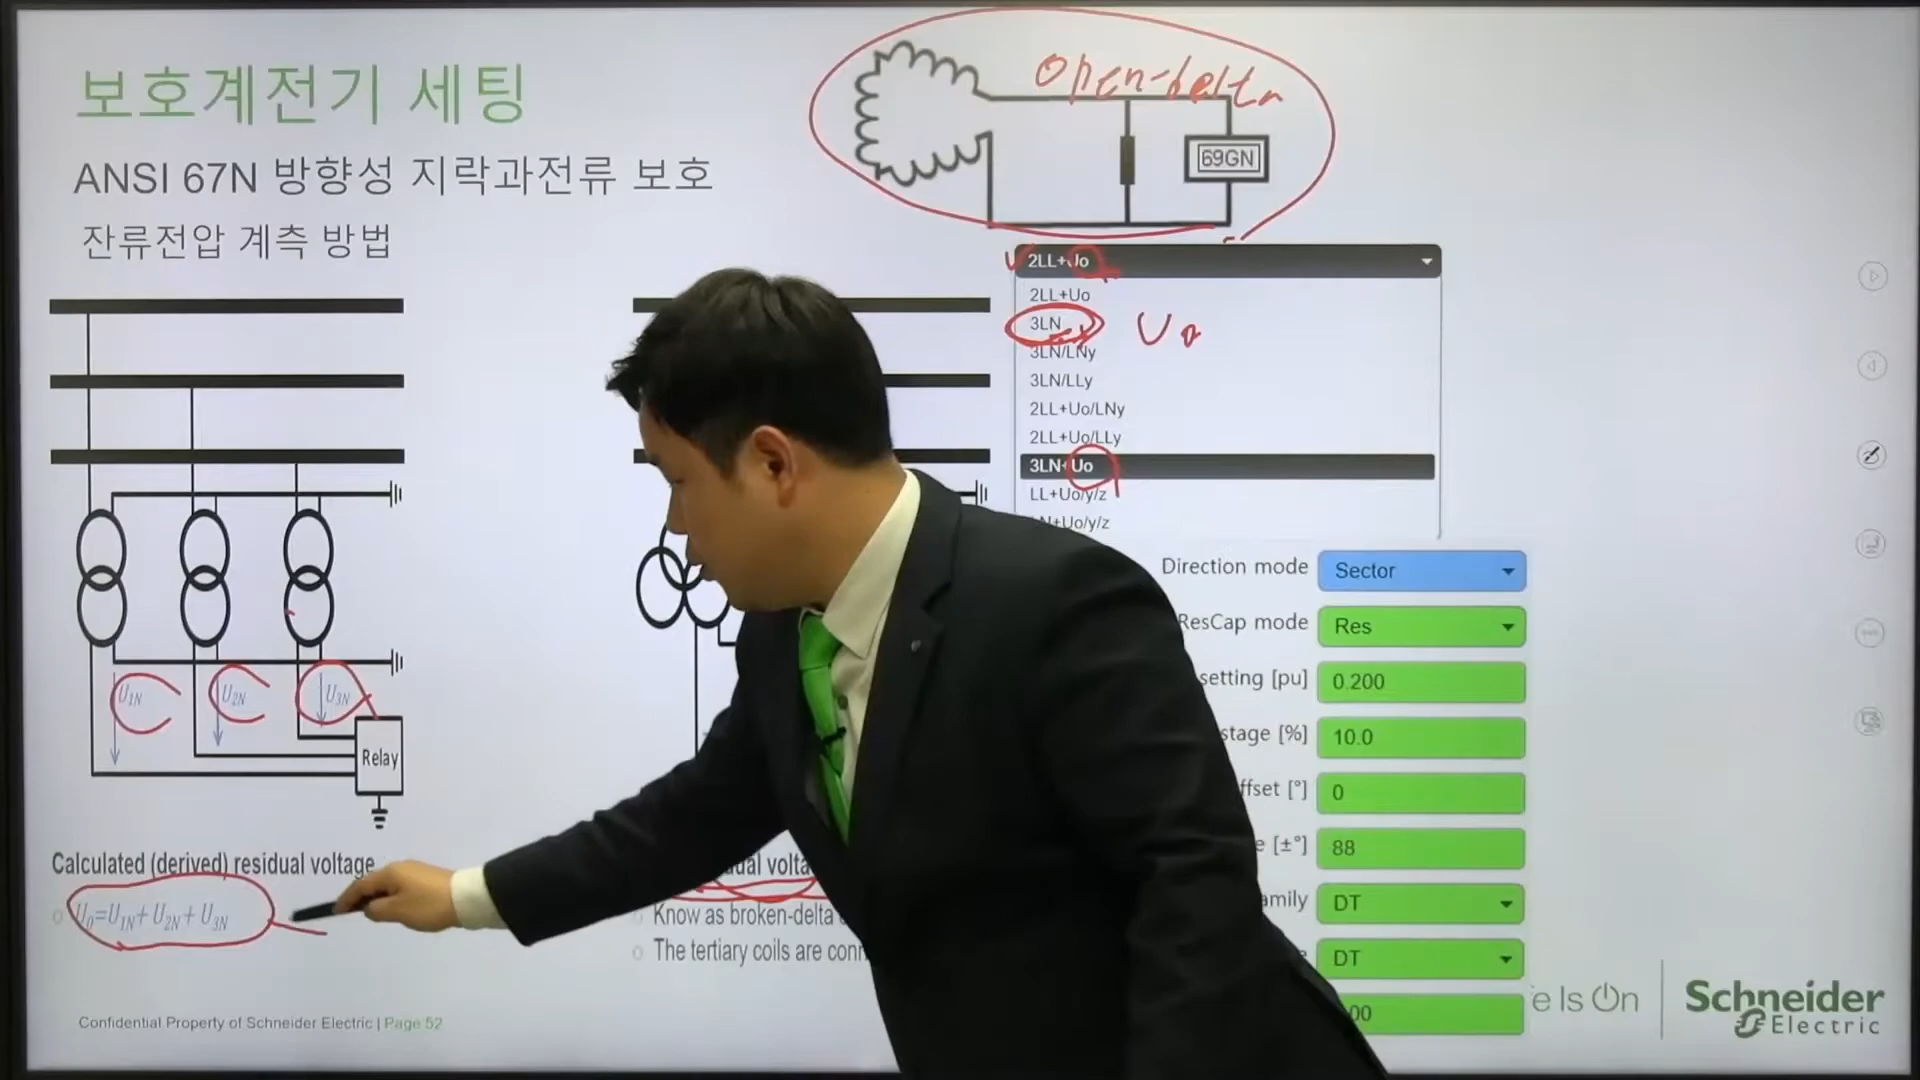 보호계전기 세팅
ANSI 67N 방향성 지락과전류 보호
잔류전압 계측 방법
Open-delta
69GN
2LL+Uo
2LL+Uo
3LN
U0
3LN/LNy
3LN/LLy
2LL+Uo/LNy
2LL+Uo/LLy
3LN+Uo
LL+Uo/y/z
N+Uo/y/z
U1N
U2N
U3N
Relay
Calculated (derived) residual voltage
U0=U1N+ U2N+ U3N
Know as broken-delta
The tertiary coils are
Direction mode
Sector
ResCap mode
Res
setting [pu]
0.200
[%]
10.0
[°]
0
[±°]
88
DT
DT
Is On
Schneider
Electric
Confidential Property of Schneider Electric | Page 52